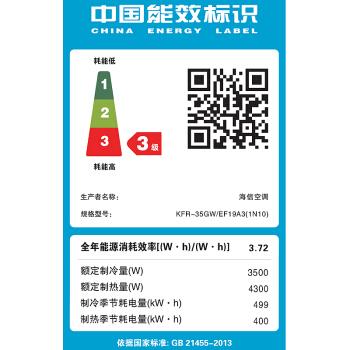 中国能效标识
CHINA ENERGY LABEL
耗能低
1
2
3
3级
耗能高
生产者名称: 海信空调
规格型号: KFR-35GW/EF19A3(1N10)
全年能源消耗效率[(W·h)/(W·h)] 3.72
额定制冷量(W) 3500
额定制热量(W) 4300
制冷季节耗电量(kW·h) 499
制热季节耗电量(kW·h) 400
依据国家标准: GB 21455-2013